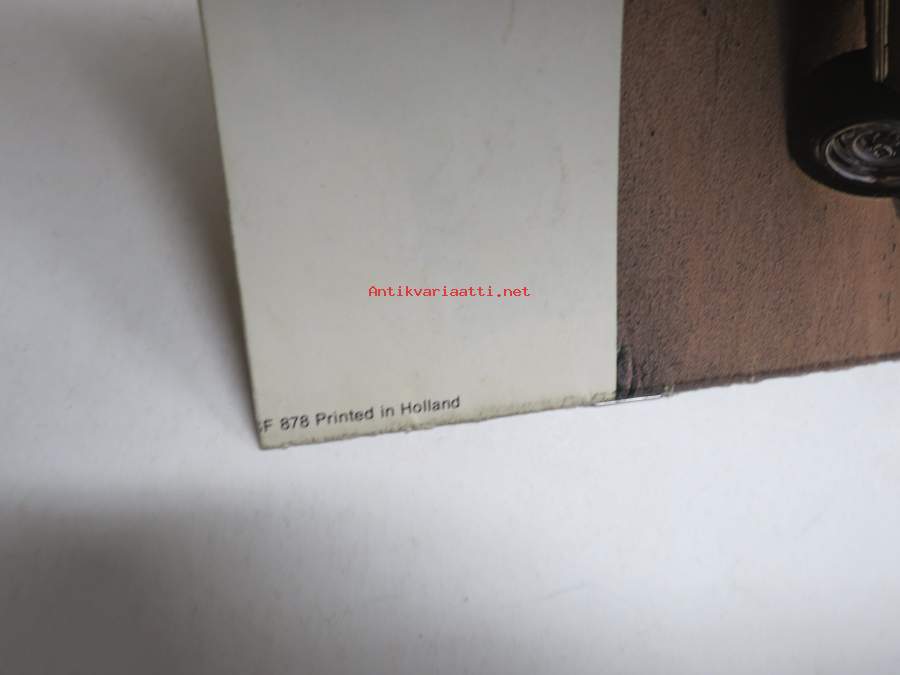 Antikvariaatti.net
F 878 Printed in Holland